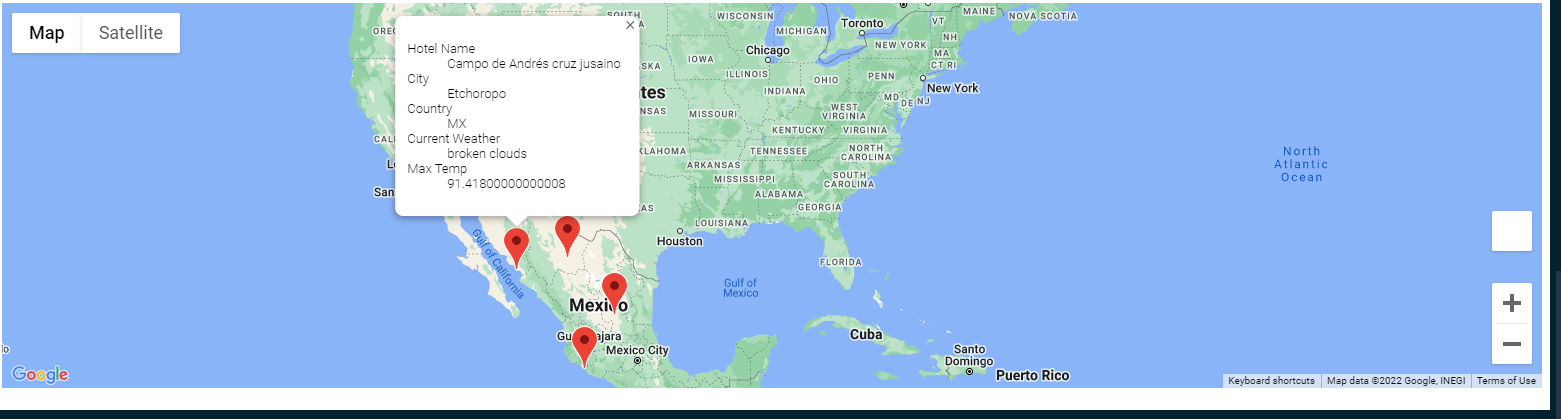 Map
Satellite
×
Hotel Name
Campo de Andrés cruz jusaino
City
Etchoropo
Country
MX
Current Weather
broken clouds
Max Temp
91.41800000000008
WISCONSIN
MICHIGAN
Toronto
VT
MAINE
NOVA SCOTIA
NH
NEW YORK
MA
CT RI
Chicago
IOWA
ILLINOIS
INDIANA
OHIO
PENN
New York
MD
DE
NJ
MISSOURI
WEST
VIRGINIA
KENTUCKY
VIRGINIA
TENNESSEE
NORTH
CAROLINA
ARKANSAS
MISSISSIPPI
SOUTH
CAROLINA
ALABAMA
GEORGIA
LOUISIANA
Houston
FLORIDA
North
Atlantic
Ocean
Gulf of California
Gulf of
Mexico
Mexico
Mexico City
Cuba
Santo
Domingo
Puerto Rico
Google
Keyboard shortcuts
Map data ©2022 Google, INEGI
Terms of Use